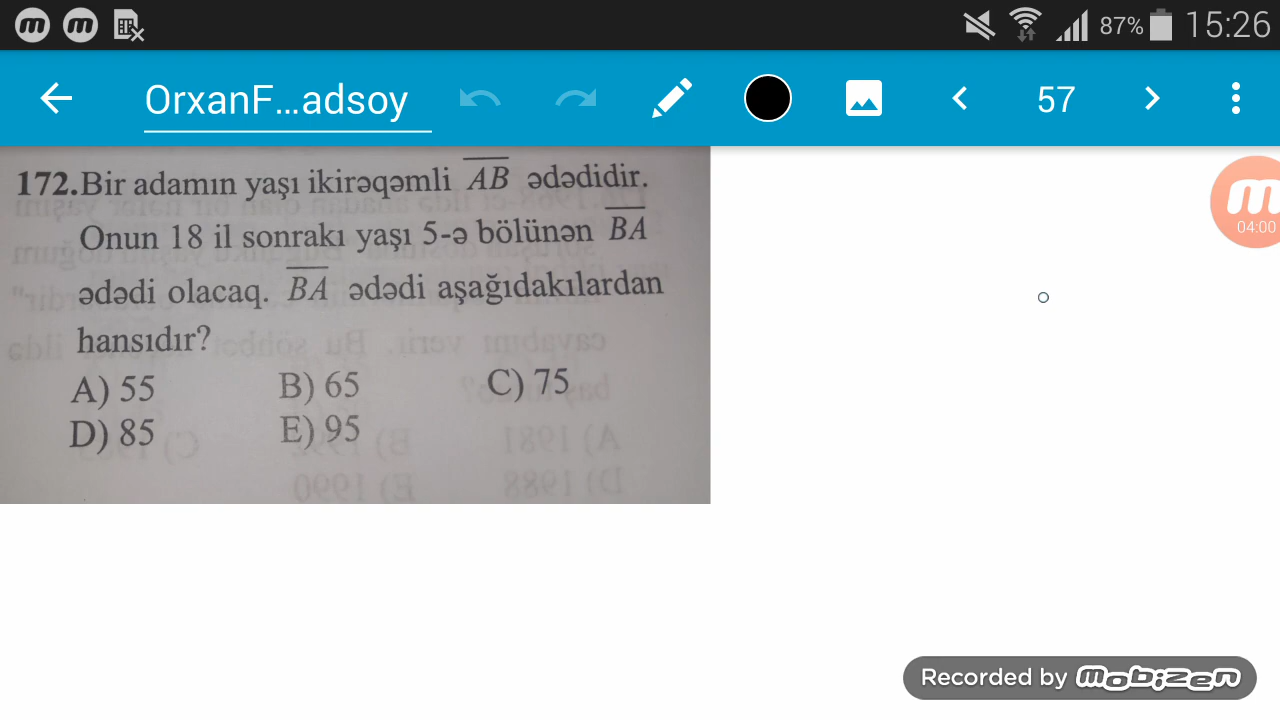 87% 15:26
OrxanF...adsoy 57
172.Bir adamın yaşı ikirəqəmli AB ədədidir.
Onun 18 il sonrakı yaşı 5-ə bölünən BA
ədədi olacaq. BA ədədi aşağıdakılardan
hansıdır?
A) 55 B) 65 C) 75
D) 85 E) 95
04:00
Recorded by mobizen